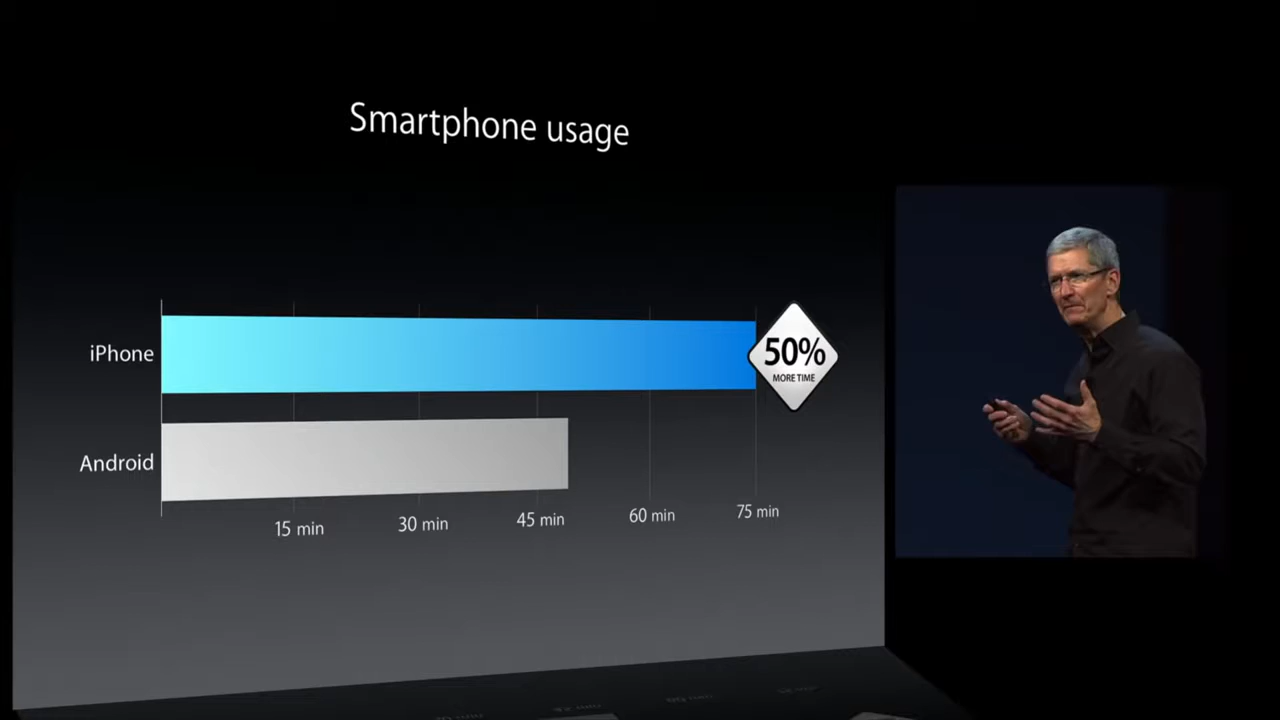 Smartphone usage
iPhone
50%
MORE TIME
Android
15 min
30 min
45 min
60 min
75 min